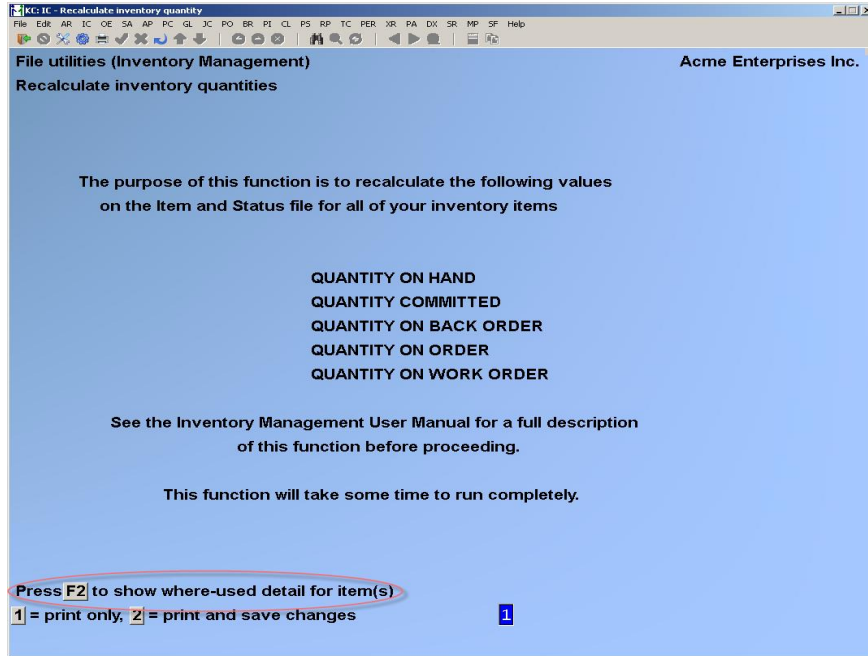 KC: IC - Recalculate inventory quantity
File Edit AR IC OE SA AP PC GL JC PO BR PI CL PS RP TC PER XR PA DX SR MP SF Help
File utilities (Inventory Management) Acme Enterprises Inc.
Recalculate inventory quantities
The purpose of this function is to recalculate the following values
on the Item and Status file for all of your inventory items
QUANTITY ON HAND
QUANTITY COMMITTED
QUANTITY ON BACK ORDER
QUANTITY ON ORDER
QUANTITY ON WORK ORDER
See the Inventory Management User Manual for a full description
of this function before proceeding.
This function will take some time to run completely.
Press F2 to show where-used detail for item(s)
1 = print only, 2 = print and save changes 1